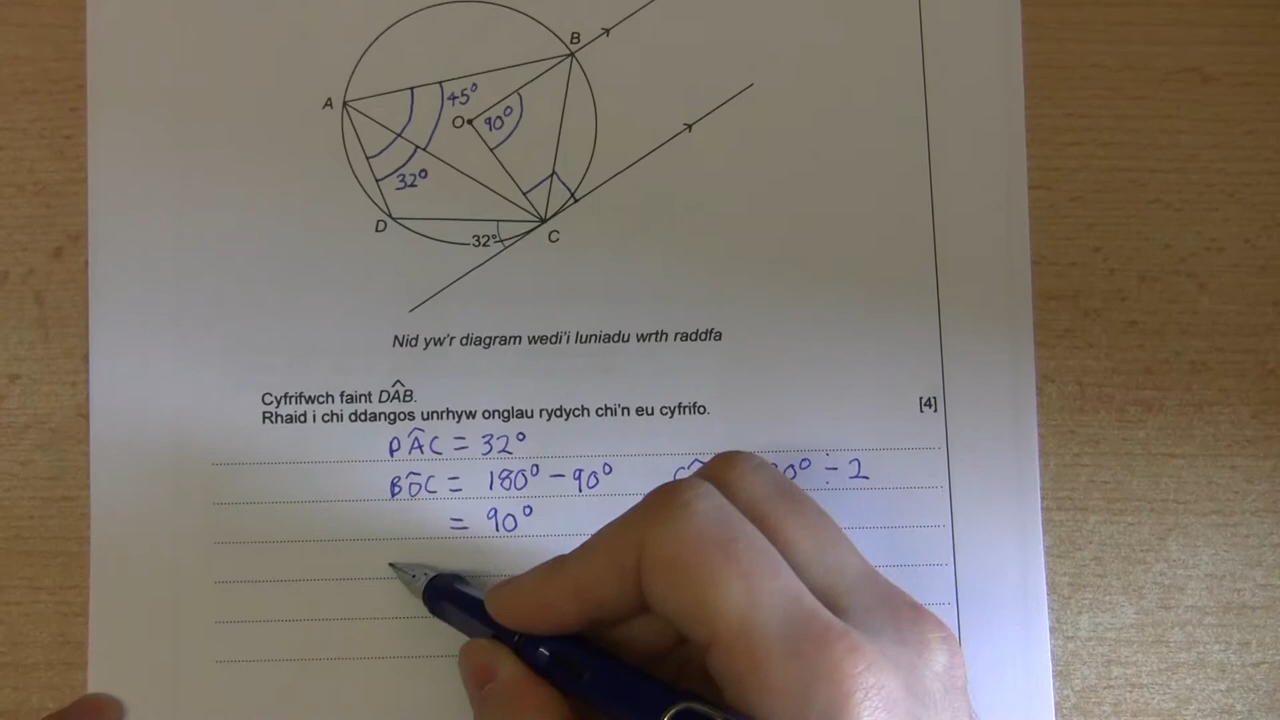 B
A
45°
O
90°
32°
D
32°
C
Nid yw'r diagram wedi'i luniadu wrth raddfa
Cyfrifwch faint DÂB.
Rhaid i chi ddangos unrhyw onglau rydych chi'n eu cyfrifo.
[4]
DÂC = 32°
BÔC = 180° - 90°
0° ÷ 2
= 90°